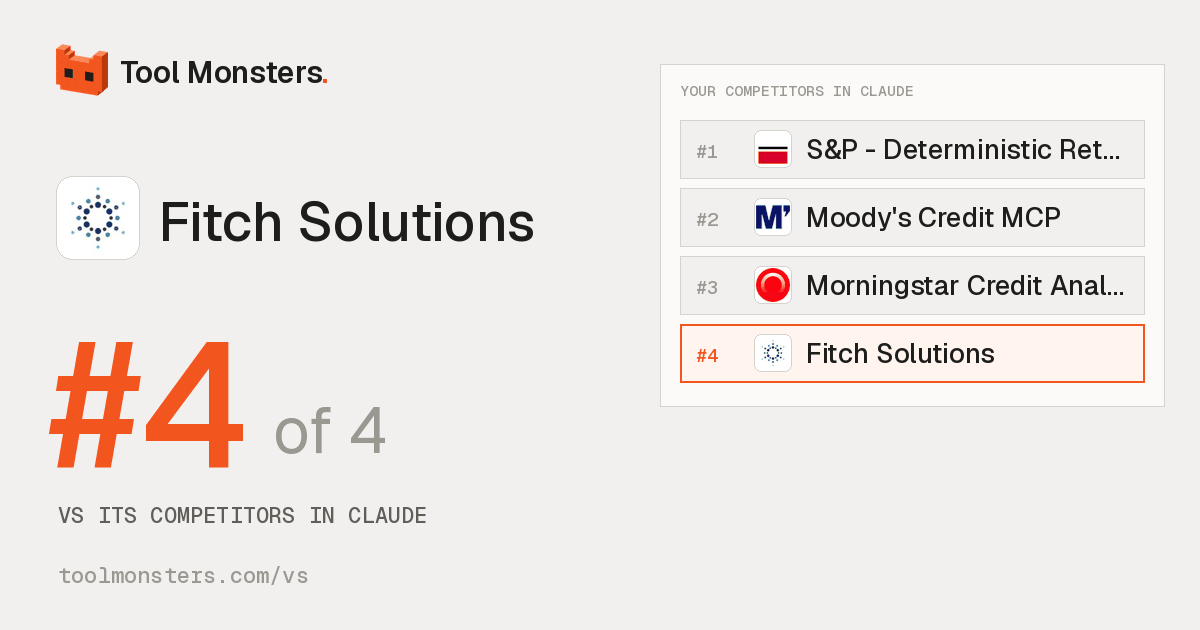 Tool Monsters.
Fitch Solutions
#4 of 4
VS ITS COMPETITORS IN CLAUDE
toolmonsters.com/vs
YOUR COMPETITORS IN CLAUDE
#1 S&P - Deterministic Ret...
#2 Moody's Credit MCP
#3 Morningstar Credit Anal...
#4 Fitch Solutions